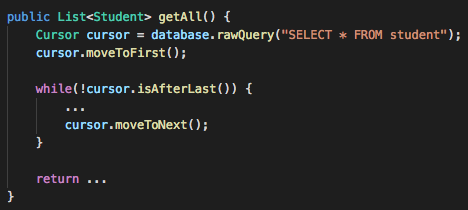 public List<Student> getAll() {
    Cursor cursor = database.rawQuery("SELECT * FROM student");
    cursor.moveToFirst();

    while(!cursor.isAfterLast()) {
        ...
        cursor.moveToNext();
    }

    return ...
}